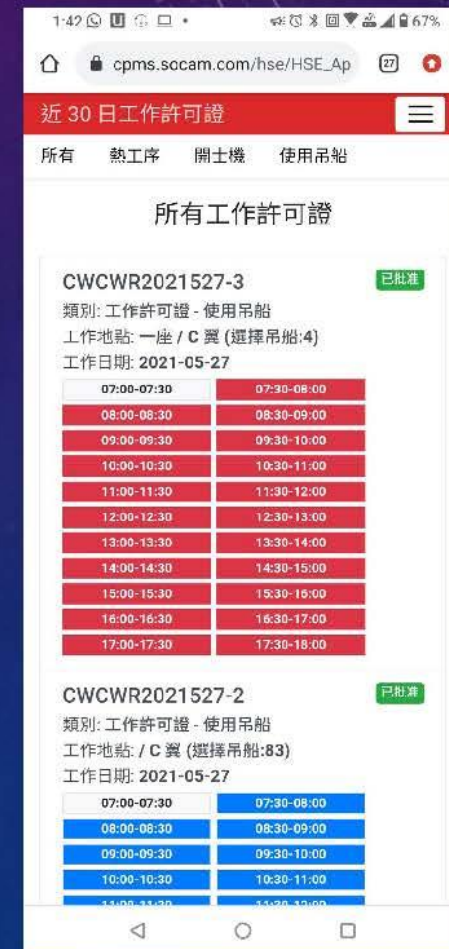 1:42
67%
cpms.socam.com/hse/HSE_Ap
27
近 30 日工作許可證
所有 熱工序 開士機 使用吊船
所有工作許可證
CWCWR2021527-3 已批准
類別: 工作許可證 - 使用吊船
工作地點: 一座 / C 翼 (選擇吊船:4)
工作日期: 2021-05-27
07:00-07:30 07:30-08:00
08:00-08:30 08:30-09:00
09:00-09:30 09:30-10:00
10:00-10:30 10:30-11:00
11:00-11:30 11:30-12:00
12:00-12:30 12:30-13:00
13:00-13:30 13:30-14:00
14:00-14:30 14:30-15:00
15:00-15:30 15:30-16:00
16:00-16:30 16:30-17:00
17:00-17:30 17:30-18:00
CWCWR2021527-2 已批准
類別: 工作許可證 - 使用吊船
工作地點: / C 翼 (選擇吊船:83)
工作日期: 2021-05-27
07:00-07:30 07:30-08:00
08:00-08:30 08:30-09:00
09:00-09:30 09:30-10:00
10:00-10:30 10:30-11:00
11:00-11:30 11:30-12:00